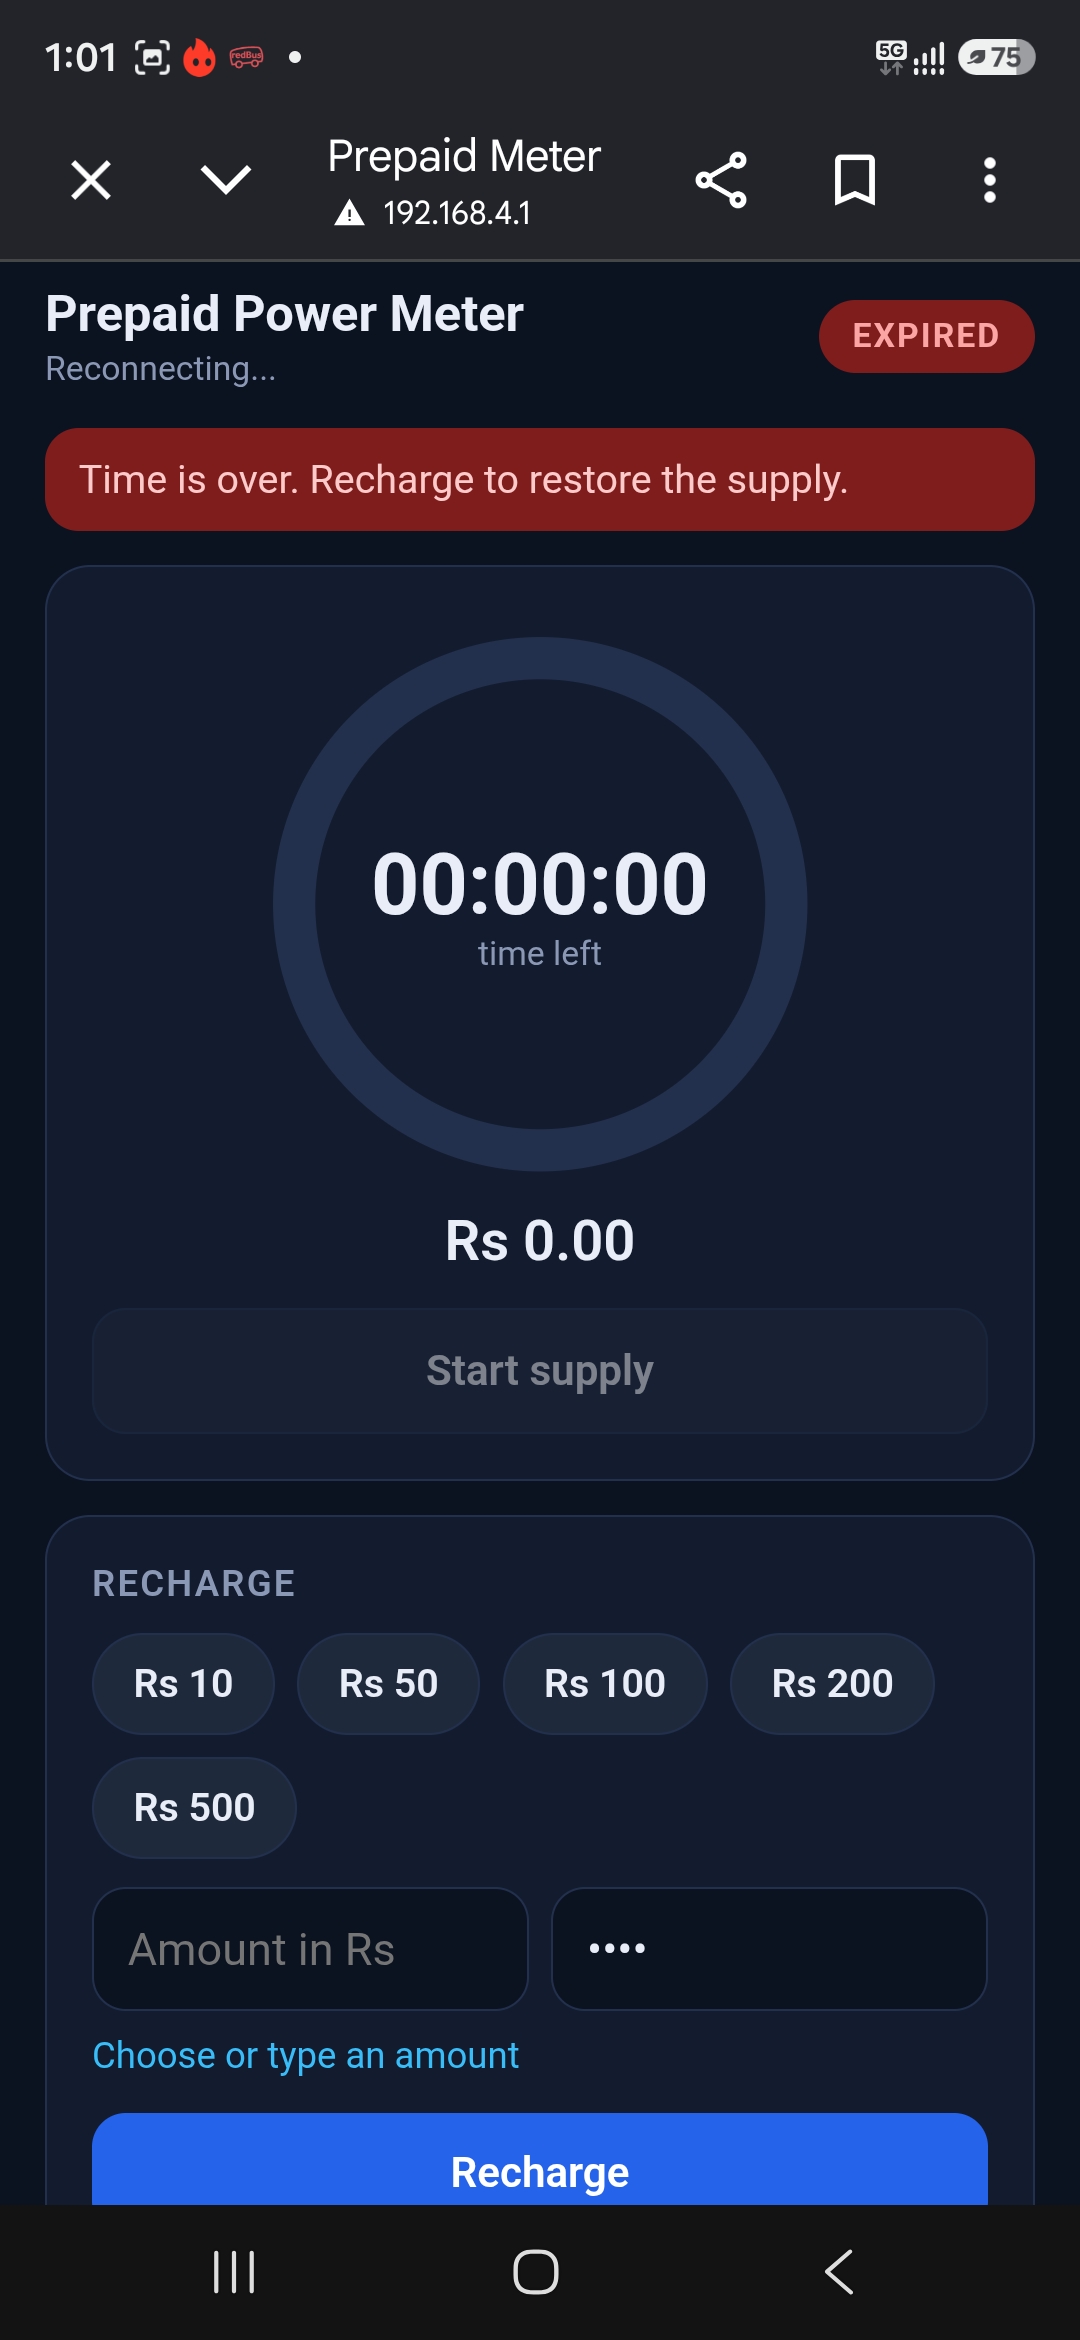 1:01
redBus
5G
75
Prepaid Meter
192.168.4.1
Prepaid Power Meter
EXPIRED
Reconnecting...
Time is over. Recharge to restore the supply.
00:00:00
time left
Rs 0.00
Start supply
RECHARGE
Rs 10
Rs 50
Rs 100
Rs 200
Rs 500
Amount in Rs
••••
Choose or type an amount
Recharge